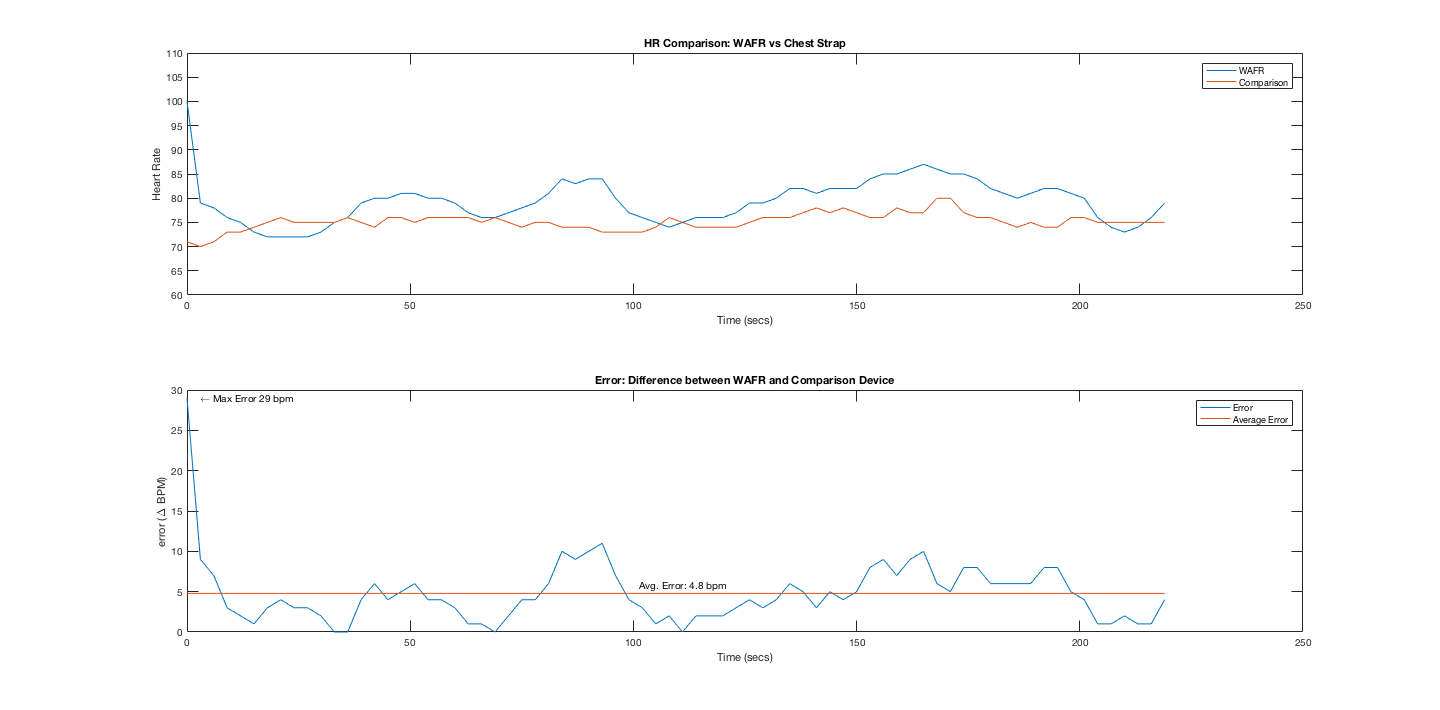 HR Comparison: WAFR vs Chest Strap
110
105
100
95
90
85
80
75
70
65
60
Heart Rate
WAFR
Comparison
0
50
100
150
200
250
Time (secs)
Error: Difference between WAFR and Comparison Device
30
25
20
15
10
5
0
error (Δ BPM)
← Max Error 29 bpm
Error
Average Error
Avg. Error: 4.8 bpm
0
50
100
150
200
250
Time (secs)